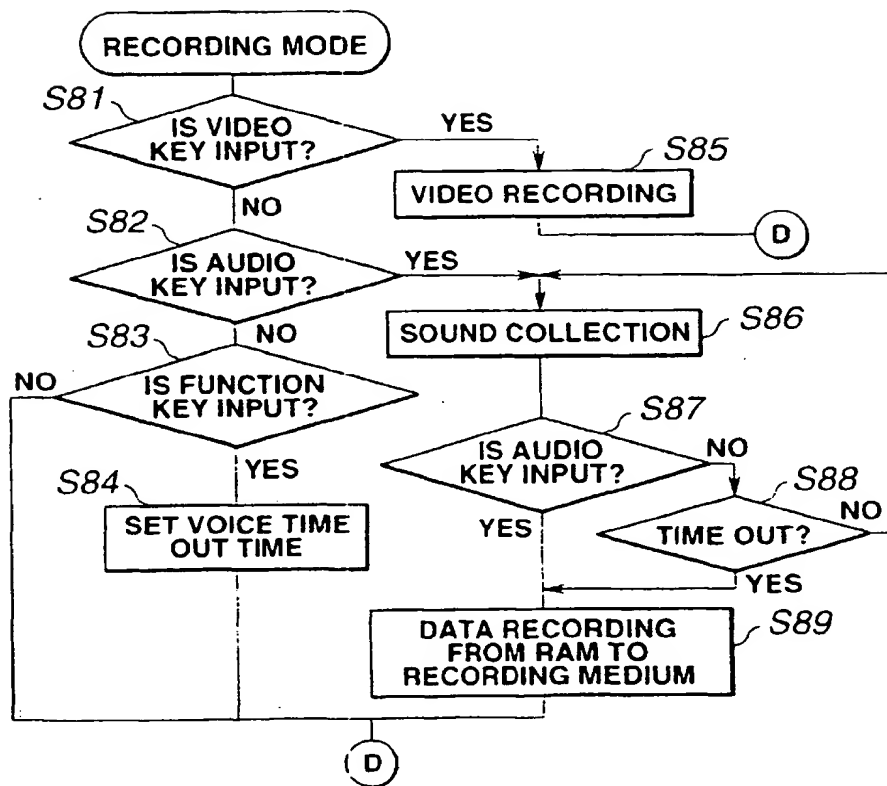 RECORDING MODE
S81
IS VIDEO
KEY INPUT?
YES
S85
VIDEO RECORDING
D
NO
S82
IS AUDIO
KEY INPUT?
YES
S86
SOUND COLLECTION
NO
S83
NO
IS FUNCTION
KEY INPUT?
YES
S84
SET VOICE TIME
OUT TIME
S87
IS AUDIO
KEY INPUT?
NO
YES
S88
TIME OUT?
NO
YES
S89
DATA RECORDING
FROM RAM TO
RECORDING MEDIUM
D